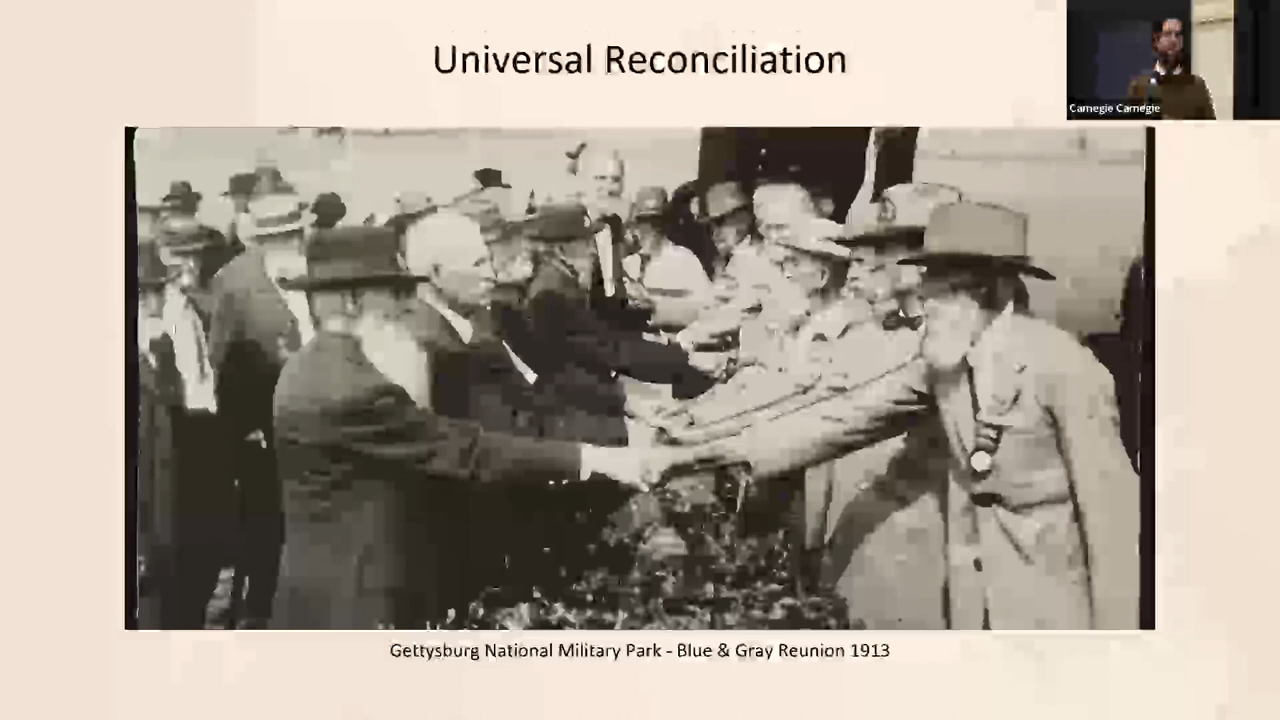 Universal Reconciliation
Carnegie Carnegie
Gettysburg National Military Park - Blue & Gray Reunion 1913